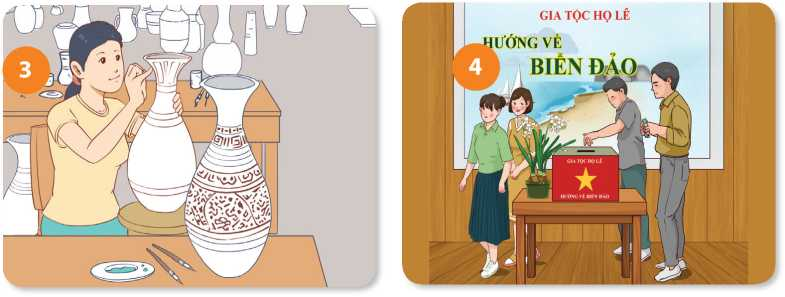 3
4
GIA TỘC HỌ LÊ
HƯỚNG VỀ
BIỂN ĐẢO
GIA TỘC HỌ LÊ
HƯỚNG VỀ BIỂN ĐẢO